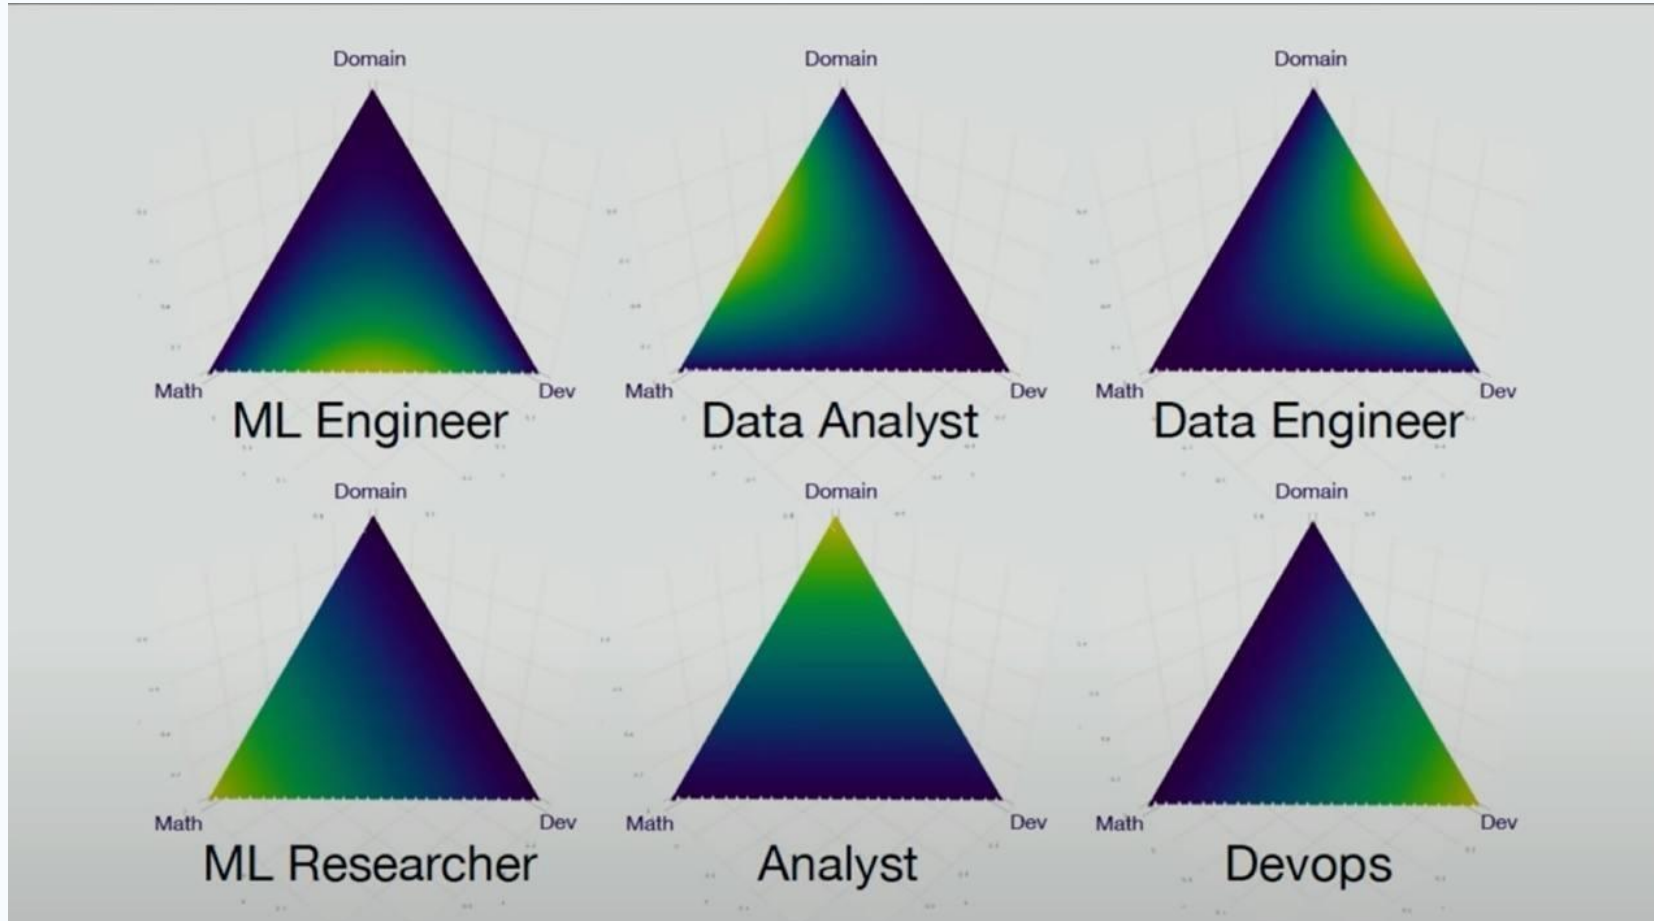 Domain
Domain
Domain
Math
Dev
Math
Dev
Math
Dev
ML Engineer
Data Analyst
Data Engineer
Domain
Domain
Domain
Math
Dev
Math
Dev
Math
Dev
ML Researcher
Analyst
Devops